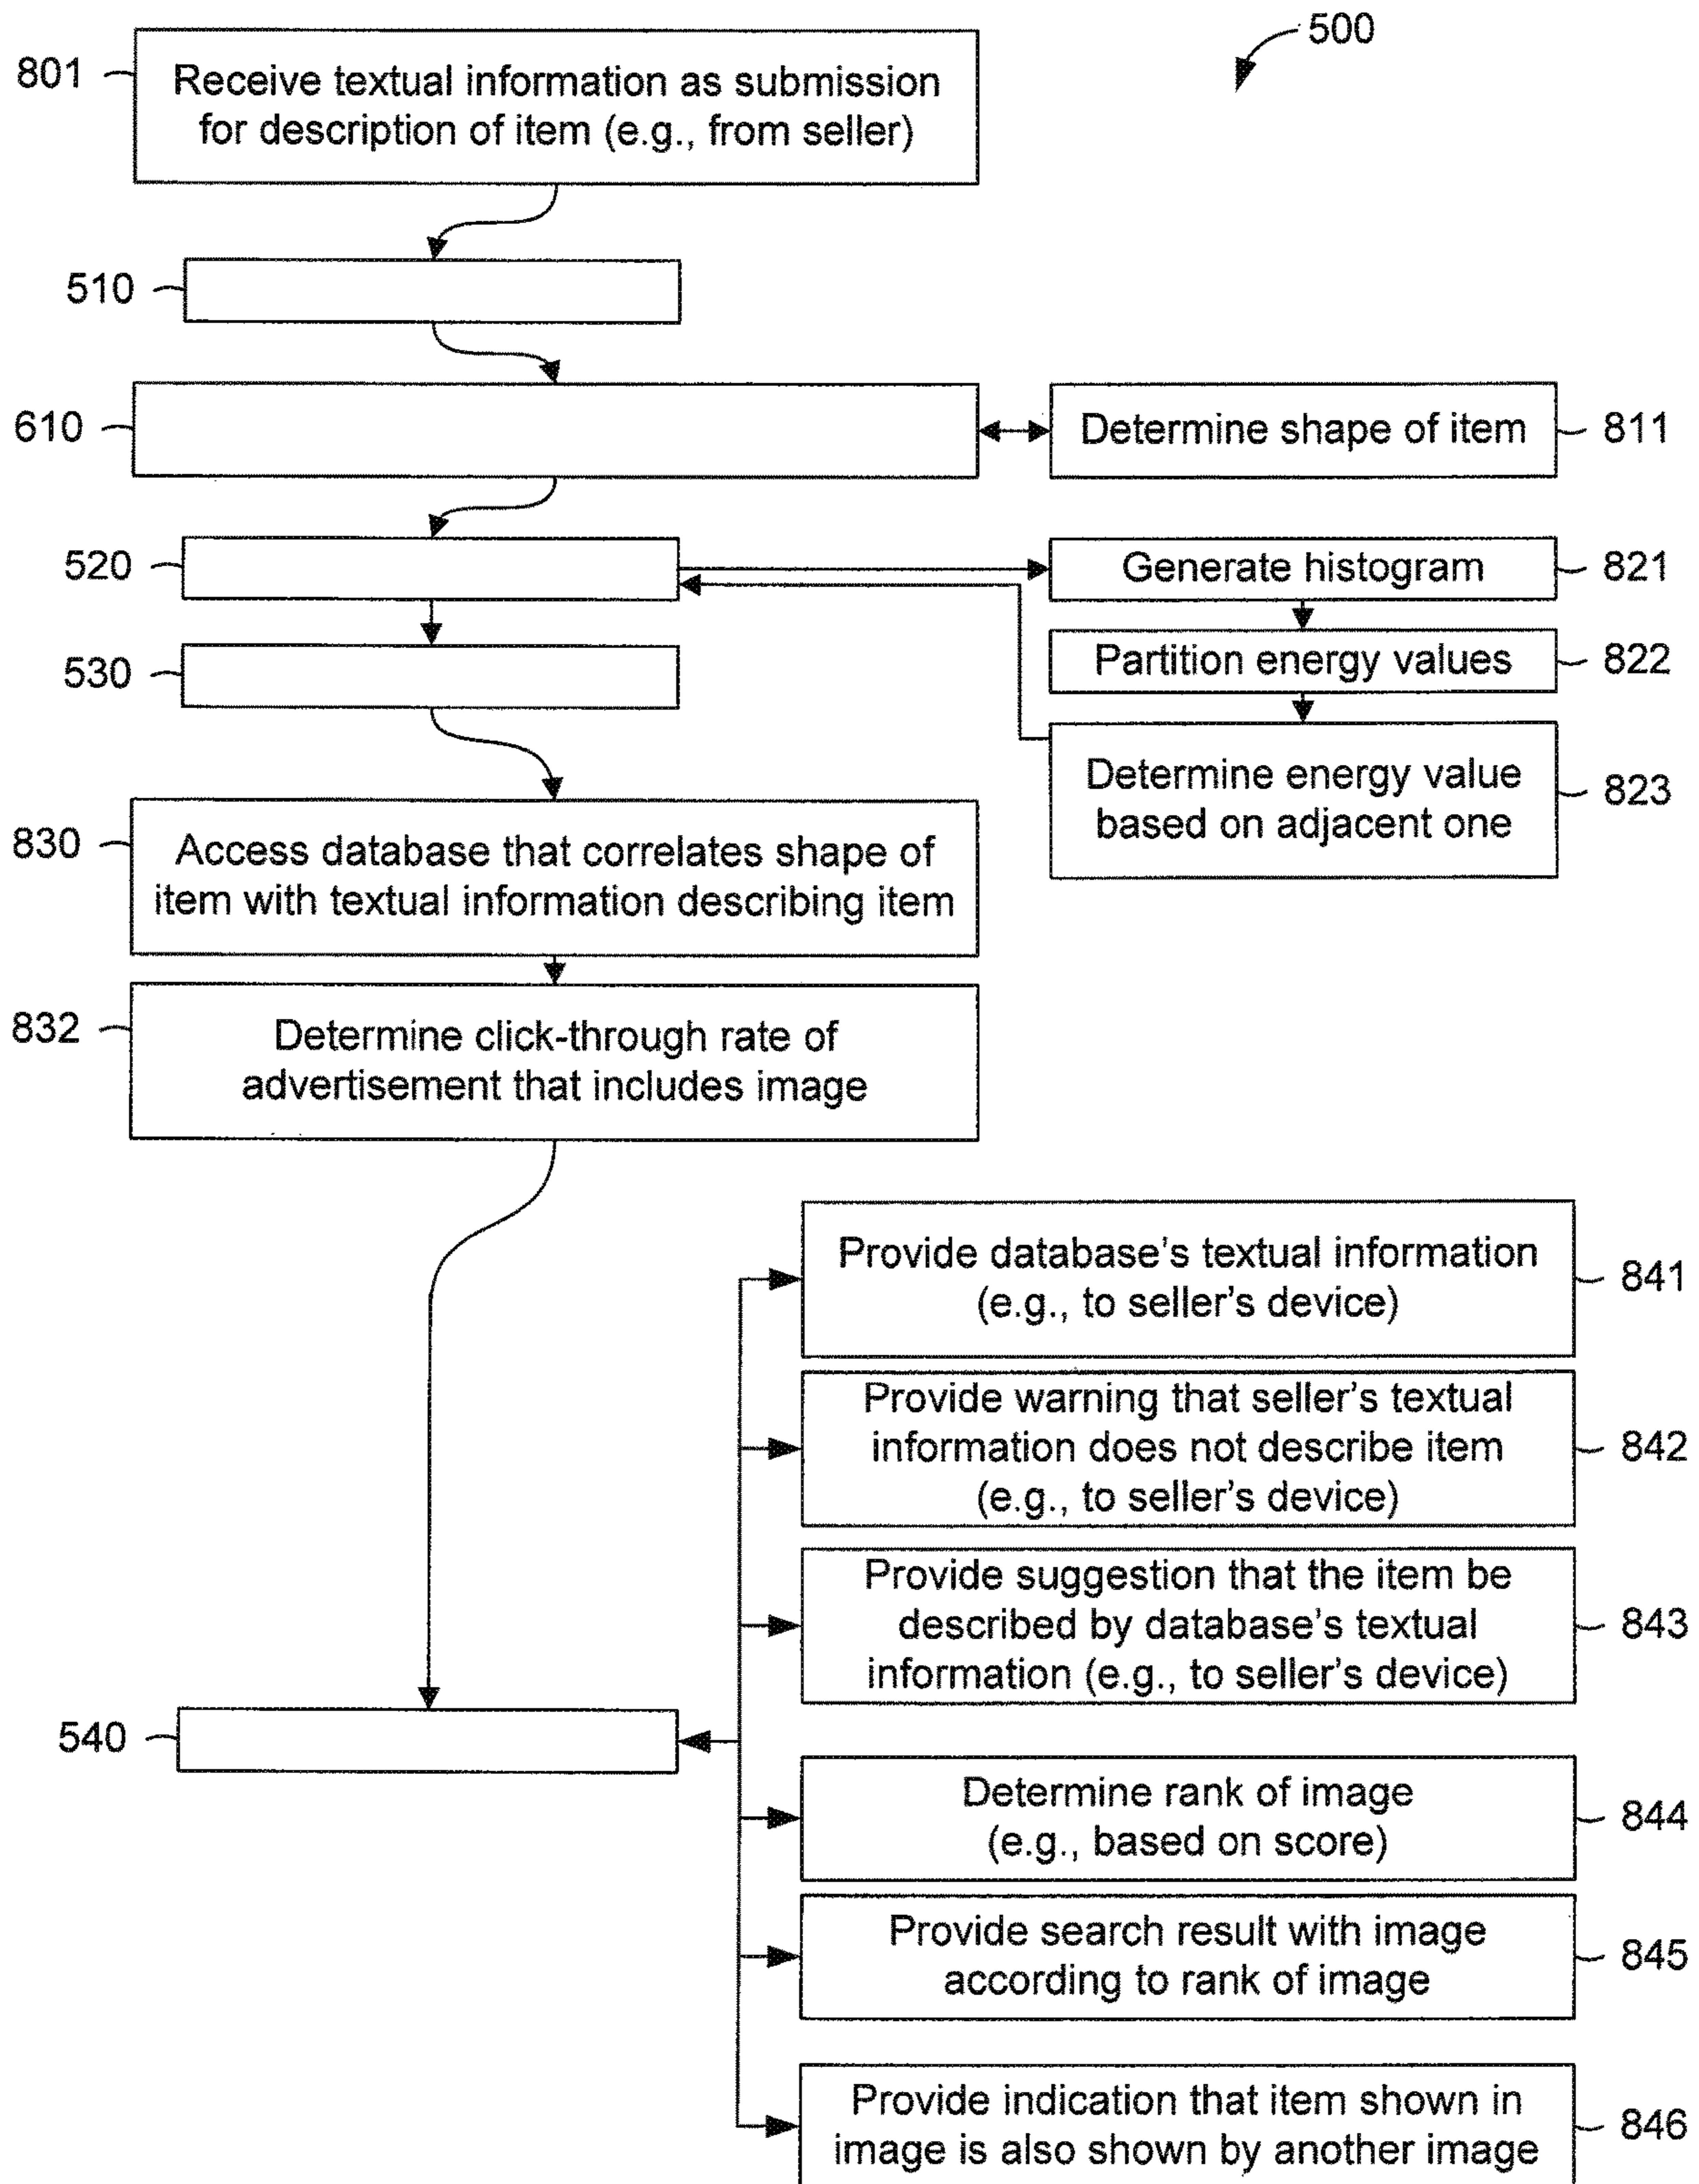 500
801
Receive textual information as submission
for description of item (e.g., from seller)
510
610
Determine shape of item
811
520
Generate histogram
821
530
Partition energy values
822
Determine energy value
based on adjacent one
823
830
Access database that correlates shape of
item with textual information describing item
832
Determine click-through rate of
advertisement that includes image
Provide database's textual information
(e.g., to seller's device)
841
Provide warning that seller's textual
information does not describe item
(e.g., to seller's device)
842
Provide suggestion that the item be
described by database's textual
information (e.g., to seller's device)
843
540
Determine rank of image
(e.g., based on score)
844
Provide search result with image
according to rank of image
845
Provide indication that item shown in
image is also shown by another image
846